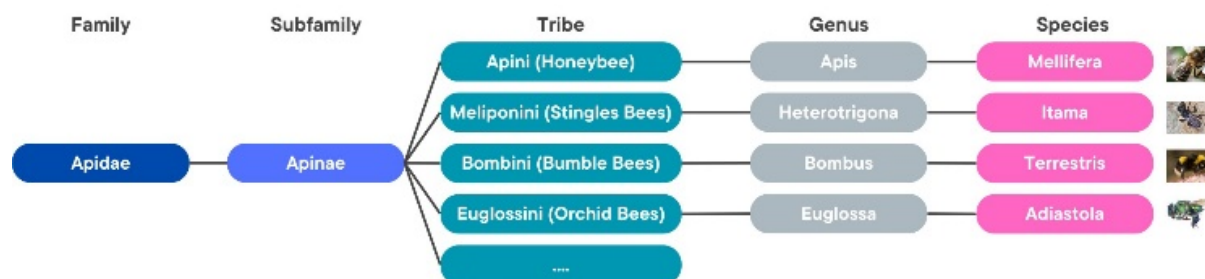 Family Subfamily Tribe Genus Species
Apini (Honeybee) Apis Mellifera
Meliponini (Stingles Bees) Heterotrigona Itama
Apidae Apinae Bombini (Bumble Bees) Bombus Terrestris
Euglossini (Orchid Bees) Euglossa Adiastola
....